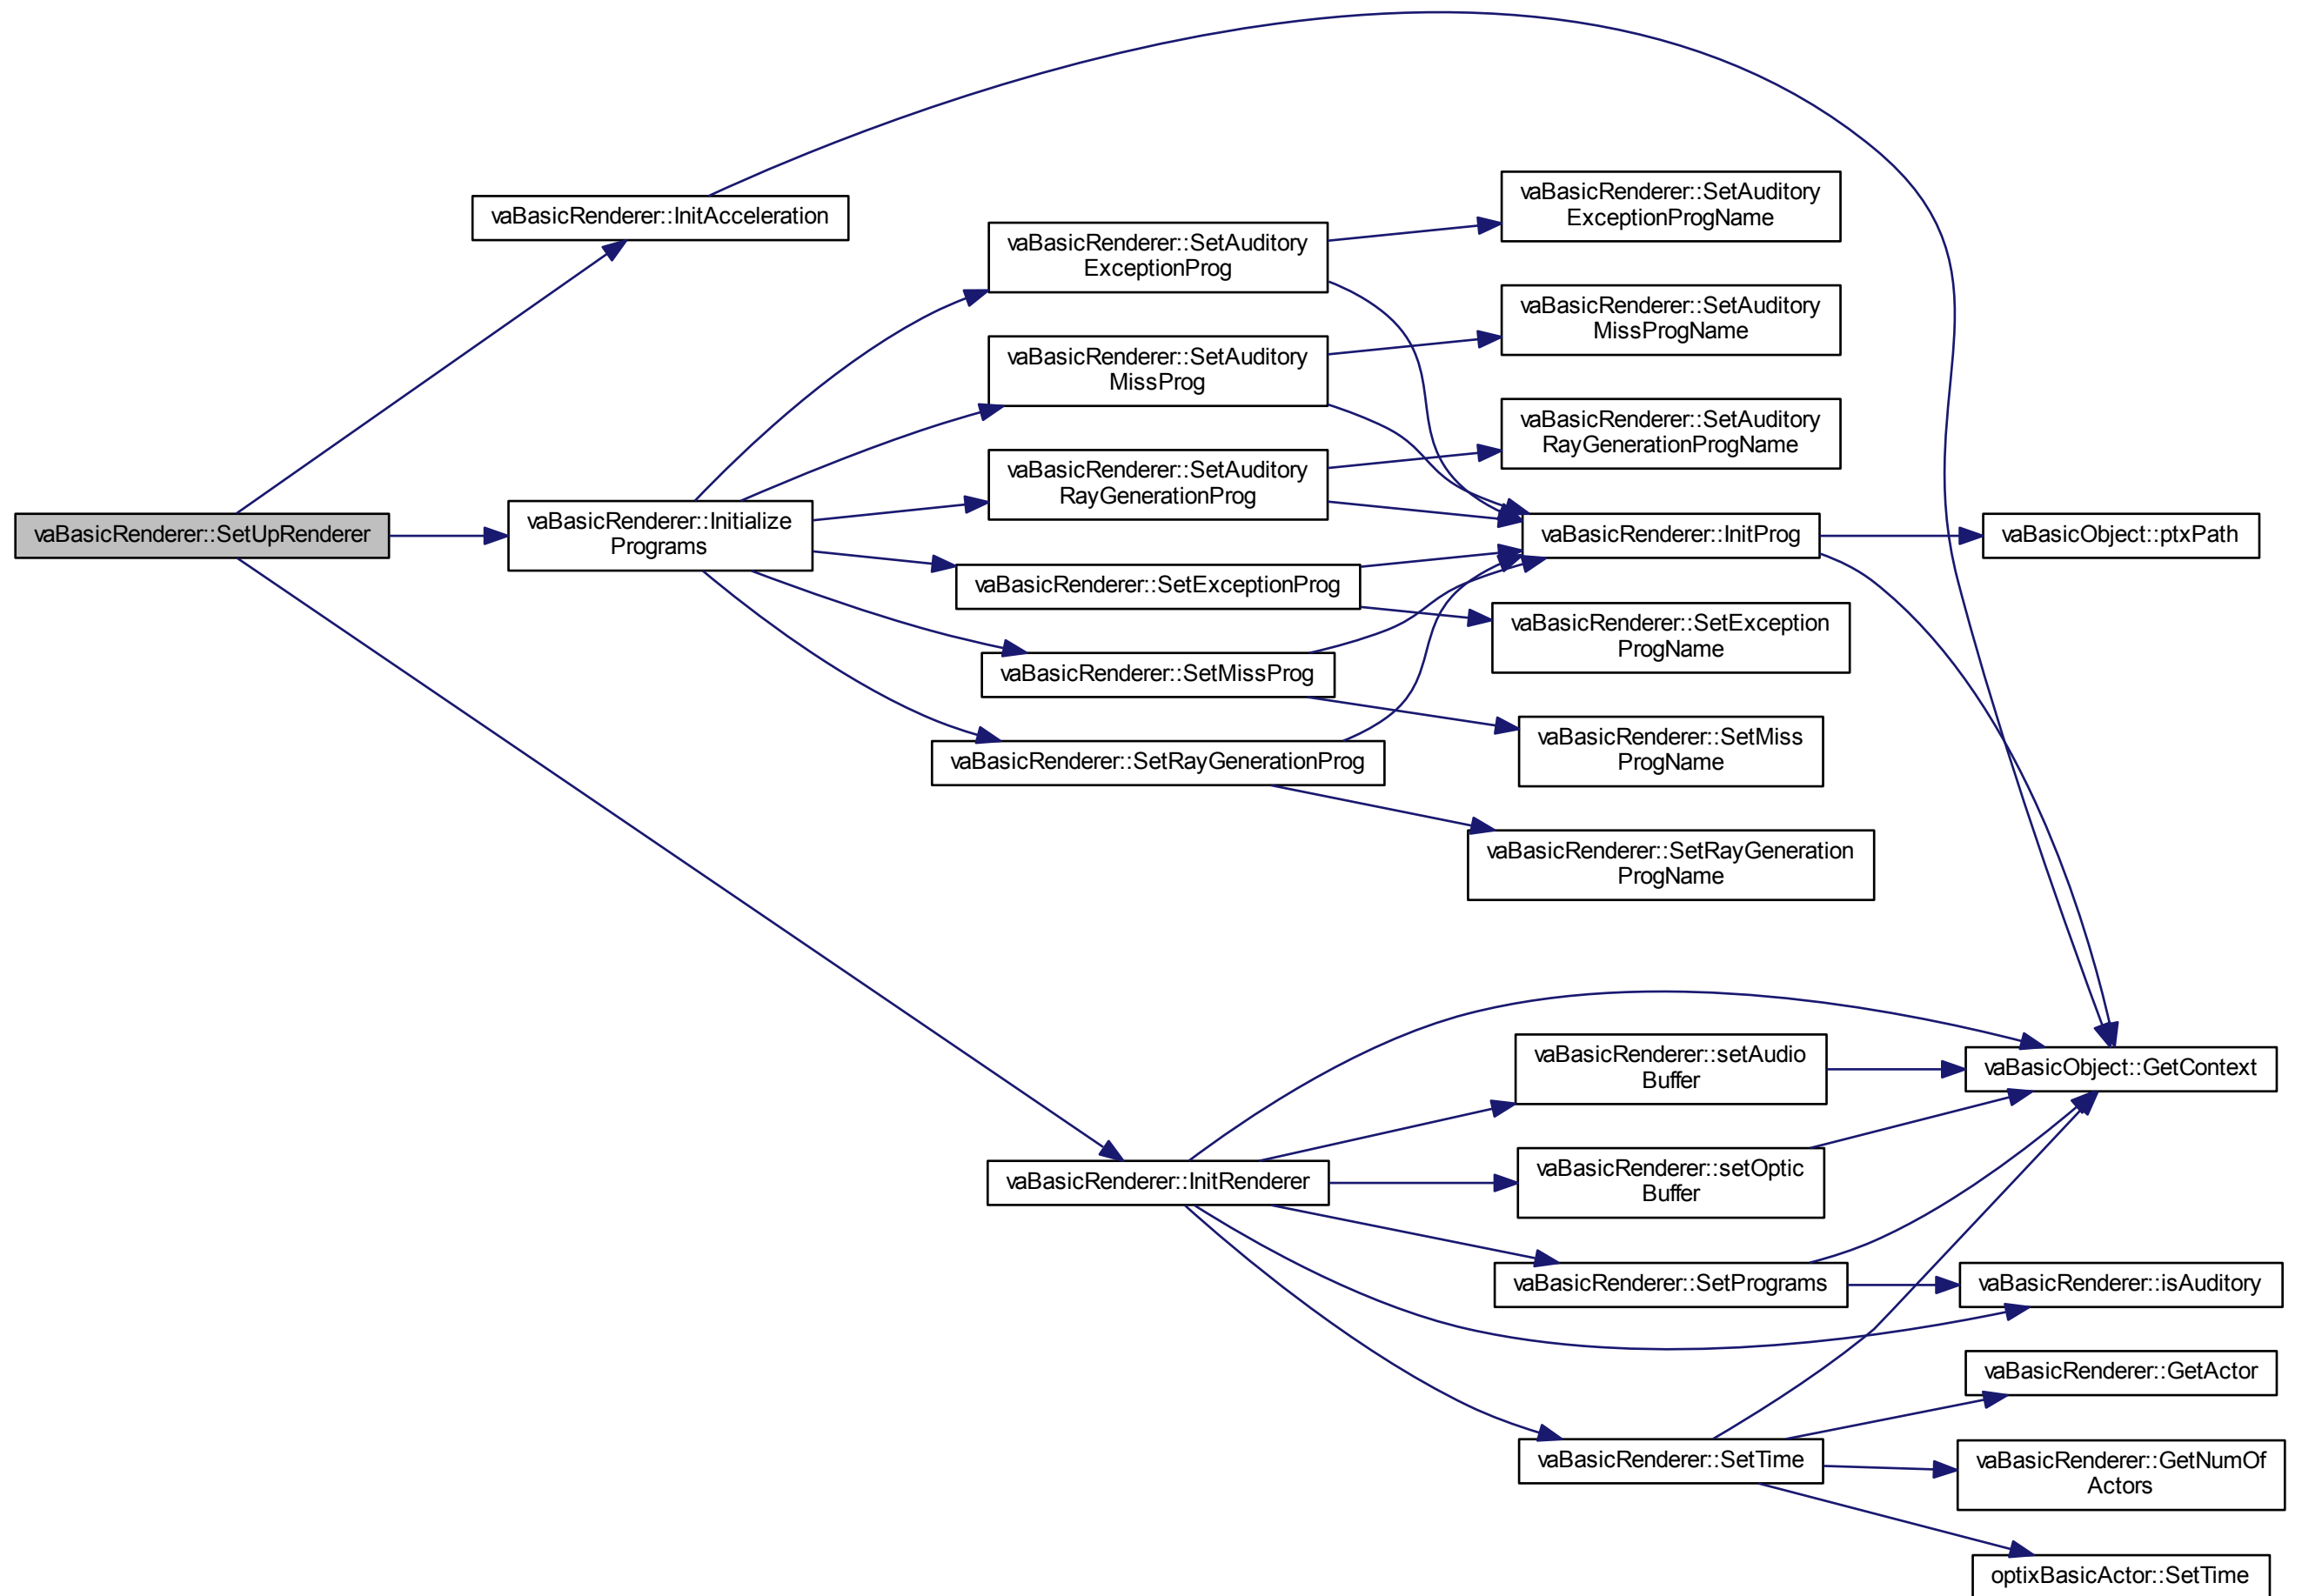 vaBasicRenderer::SetUpRenderer
vaBasicRenderer::InitAcceleration
vaBasicRenderer::Initialize
Programs
vaBasicRenderer::InitRenderer
vaBasicRenderer::SetAuditory
ExceptionProg
vaBasicRenderer::SetAuditory
MissProg
vaBasicRenderer::SetAuditory
RayGenerationProg
vaBasicRenderer::SetExceptionProg
vaBasicRenderer::SetMissProg
vaBasicRenderer::SetRayGenerationProg
vaBasicRenderer::SetAuditory
ExceptionProgName
vaBasicRenderer::SetAuditory
MissProgName
vaBasicRenderer::SetAuditory
RayGenerationProgName
vaBasicRenderer::InitProg
vaBasicRenderer::SetException
ProgName
vaBasicRenderer::SetMiss
ProgName
vaBasicRenderer::SetRayGeneration
ProgName
vaBasicRenderer::setAudio
Buffer
vaBasicRenderer::setOptic
Buffer
vaBasicRenderer::SetPrograms
vaBasicRenderer::SetTime
vaBasicObject::ptxPath
vaBasicObject::GetContext
vaBasicRenderer::isAuditory
vaBasicRenderer::GetActor
vaBasicRenderer::GetNumOf
Actors
optixBasicActor::SetTime